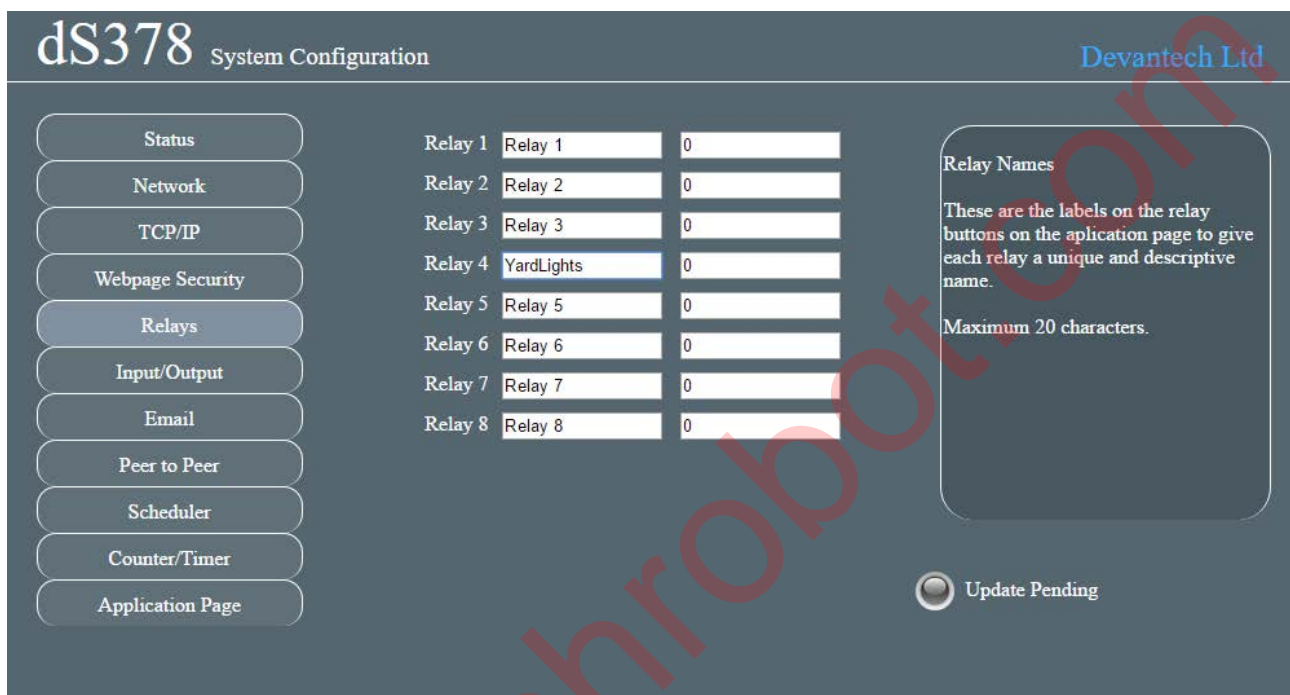 dS378 System Configuration
Devantech Ltd
Status
Network
TCP/IP
Webpage Security
Relays
Input/Output
Email
Peer to Peer
Scheduler
Counter/Timer
Application Page
Relay 1 Relay 1 0
Relay 2 Relay 2 0
Relay 3 Relay 3 0
Relay 4 YardLights 0
Relay 5 Relay 5 0
Relay 6 Relay 6 0
Relay 7 Relay 7 0
Relay 8 Relay 8 0
Relay Names
These are the labels on the relay
buttons on the aplication page to give
each relay a unique and descriptive
name.
Maximum 20 characters.
Update Pending
hrobot.com